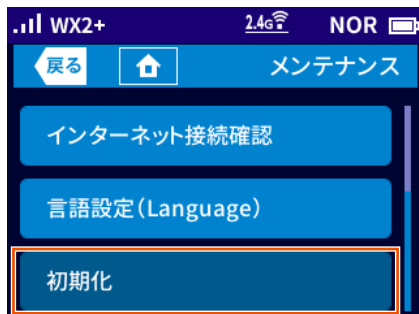 WX2+ 2.4G NOR
戻る メンテナンス
インターネット接続確認
言語設定(Language)
初期化